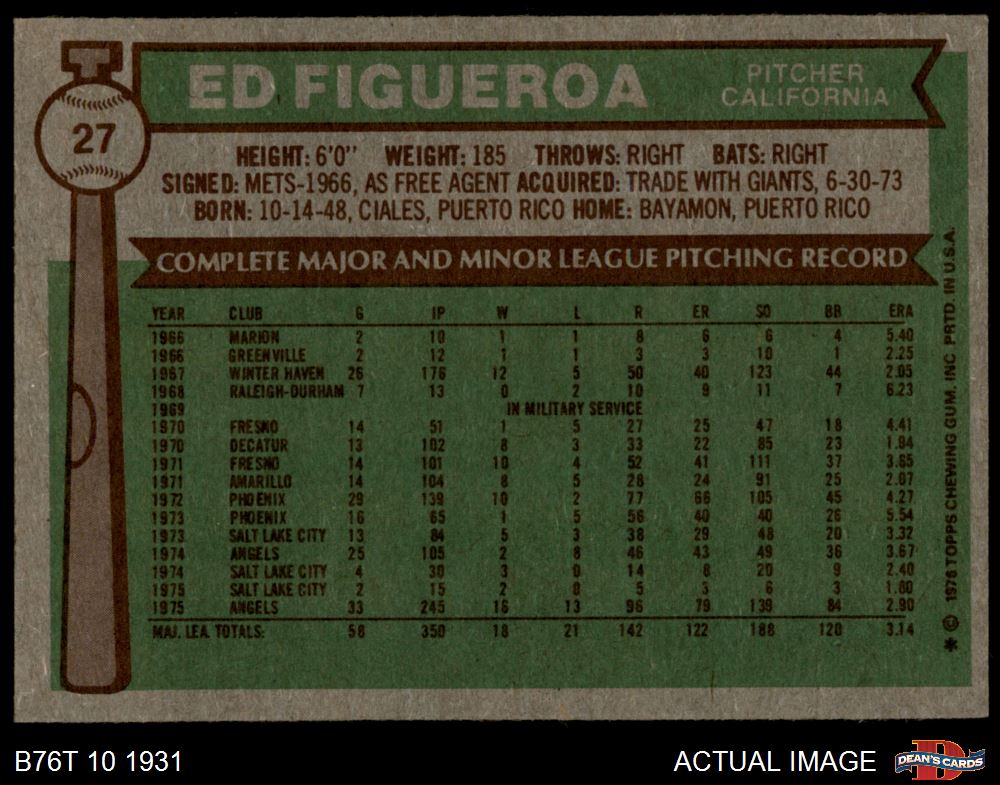 ED FIGUEROA
PITCHER
CALIFORNIA
27
HEIGHT: 6'0" WEIGHT: 185 THROWS: RIGHT BATS: RIGHT
SIGNED: METS-1966, AS FREE AGENT ACQUIRED: TRADE WITH GIANTS, 6-30-73
BORN: 10-14-48, CIALES, PUERTO RICO HOME: BAYAMON, PUERTO RICO
COMPLETE MAJOR AND MINOR LEAGUE PITCHING RECORD
YEAR CLUB G IP W L R ER SO BB ERA
1966 MARION 2 10 1 1 8 6 6 4 5.40
1966 GREENVILLE 2 12 1 1 3 3 10 1 2.25
1967 WINTER HAVEN 26 176 12 5 50 40 123 44 2.05
1968 RALEIGH-DURHAM 7 13 0 2 10 9 11 7 6.23
1969 IN MILITARY SERVICE
1970 FRESNO 14 51 1 5 27 25 47 18 4.41
1970 DECATUR 13 102 8 3 33 22 85 23 1.94
1971 FRESNO 14 101 10 4 52 41 111 37 3.65
1971 AMARILLO 14 104 8 5 28 24 91 25 2.07
1972 PHOENIX 29 139 10 2 77 66 105 45 4.27
1973 PHOENIX 16 65 1 5 56 40 40 26 5.54
1973 SALT LAKE CITY 13 84 5 3 38 29 48 20 3.32
1974 ANGELS 25 105 2 8 46 43 49 36 3.67
1974 SALT LAKE CITY 4 30 3 0 14 8 20 9 2.40
1975 SALT LAKE CITY 2 15 2 0 5 3 6 3 1.80
1975 ANGELS 33 245 16 13 96 79 139 84 2.90
MAJ. LEA. TOTALS: 58 350 18 21 142 122 188 120 3.14
* © 1976 TOPPS CHEWING GUM, INC PRTD. IN U.S.A.
B76T 10 1931
ACTUAL IMAGE
D
DEAN'S CARDS